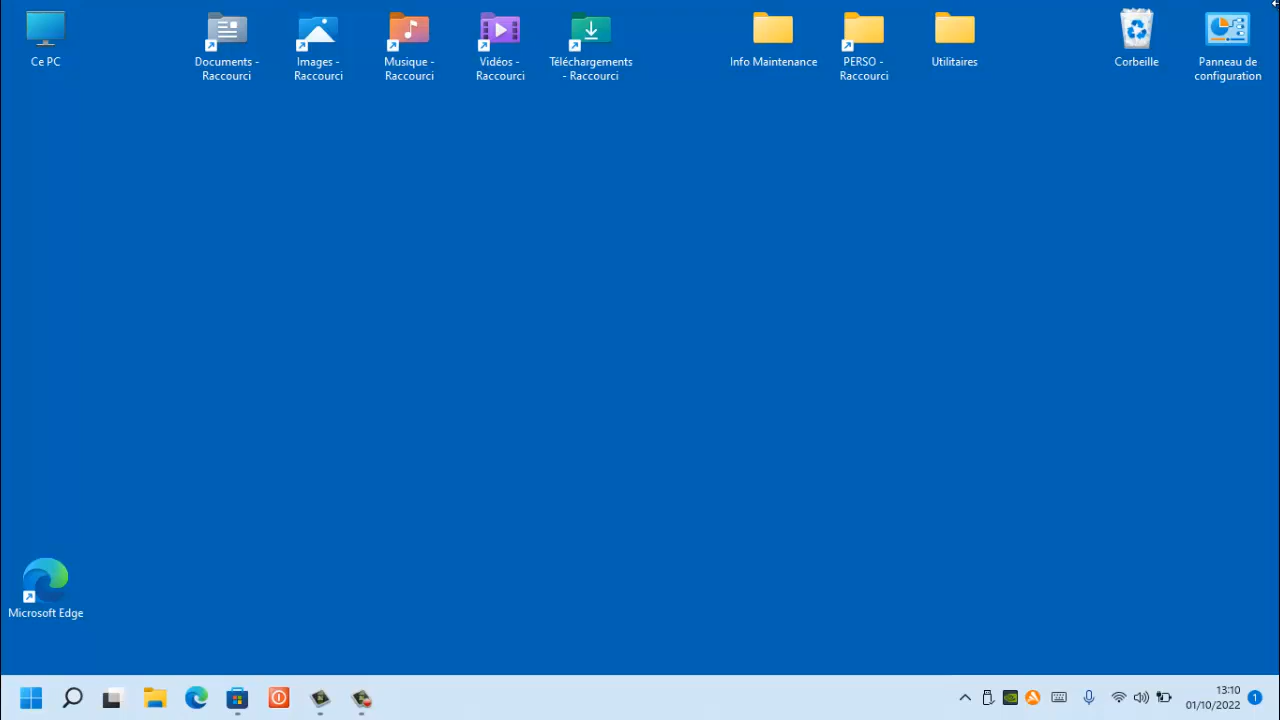 Ce PC
Documents -
Raccourci
Images -
Raccourci
Musique -
Raccourci
Vidéos -
Raccourci
Téléchargements
- Raccourci
Info Maintenance
PERSO -
Raccourci
Utilitaires
Corbeille
Panneau de
configuration
Microsoft Edge
13:10
01/10/2022
1